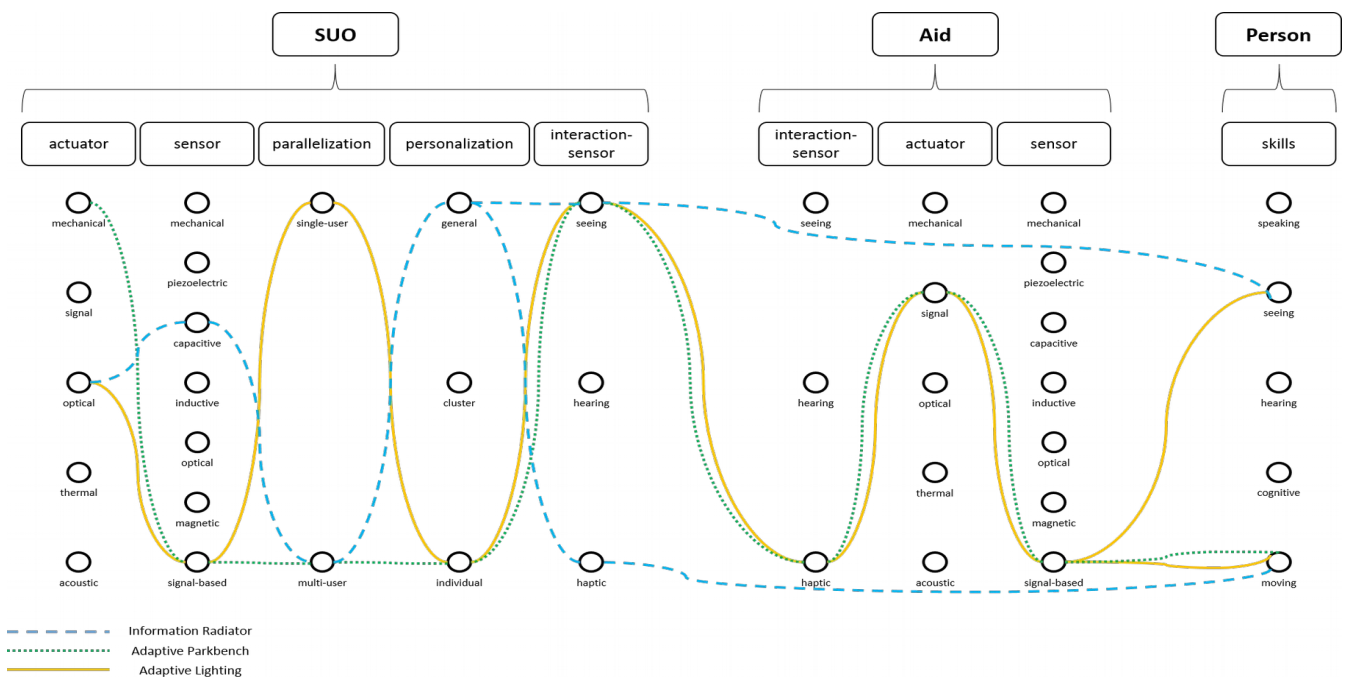 SUO
Aid
Person
actuator
sensor
parallelization
personalization
interaction-
sensor
interaction-
sensor
actuator
sensor
skills
mechanical
signal
optical
thermal
acoustic
mechanical
piezoelectric
capacitive
inductive
optical
magnetic
signal-based
single-user
multi-user
general
cluster
individual
seeing
hearing
haptic
seeing
hearing
haptic
mechanical
signal
optical
thermal
acoustic
mechanical
piezoelectric
capacitive
inductive
optical
magnetic
signal-based
speaking
seeing
hearing
cognitive
moving
Information Radiator
Adaptive Parkbench
Adaptive Lighting